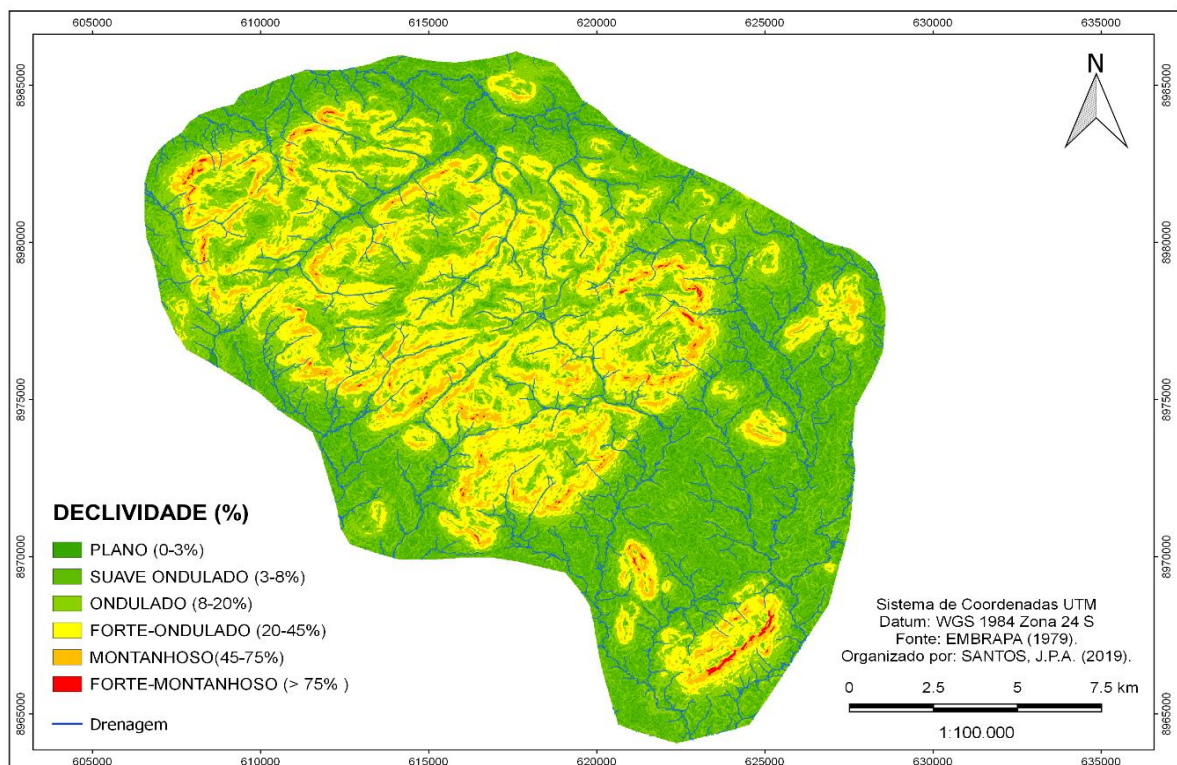 605000 610000 615000 620000 625000 630000 635000
8985000 8985000
N
8980000 8980000
8975000 8975000
8970000 8970000
8965000 8965000
DECLIVIDADE (%)
PLANO (0-3%)
SUAVE ONDULADO (3-8%)
ONDULADO (8-20%)
FORTE-ONDULADO (20-45%)
MONTANHOSO(45-75%)
FORTE-MONTANHOSO (> 75% )
Drenagem
Sistema de Coordenadas UTM
Datum: WGS 1984 Zona 24 S
Fonte: EMBRAPA (1979).
Organizado por: SANTOS, J.P.A. (2019).
0 2.5 5 7.5 km
1:100.000
605000 610000 615000 620000 625000 630000 635000